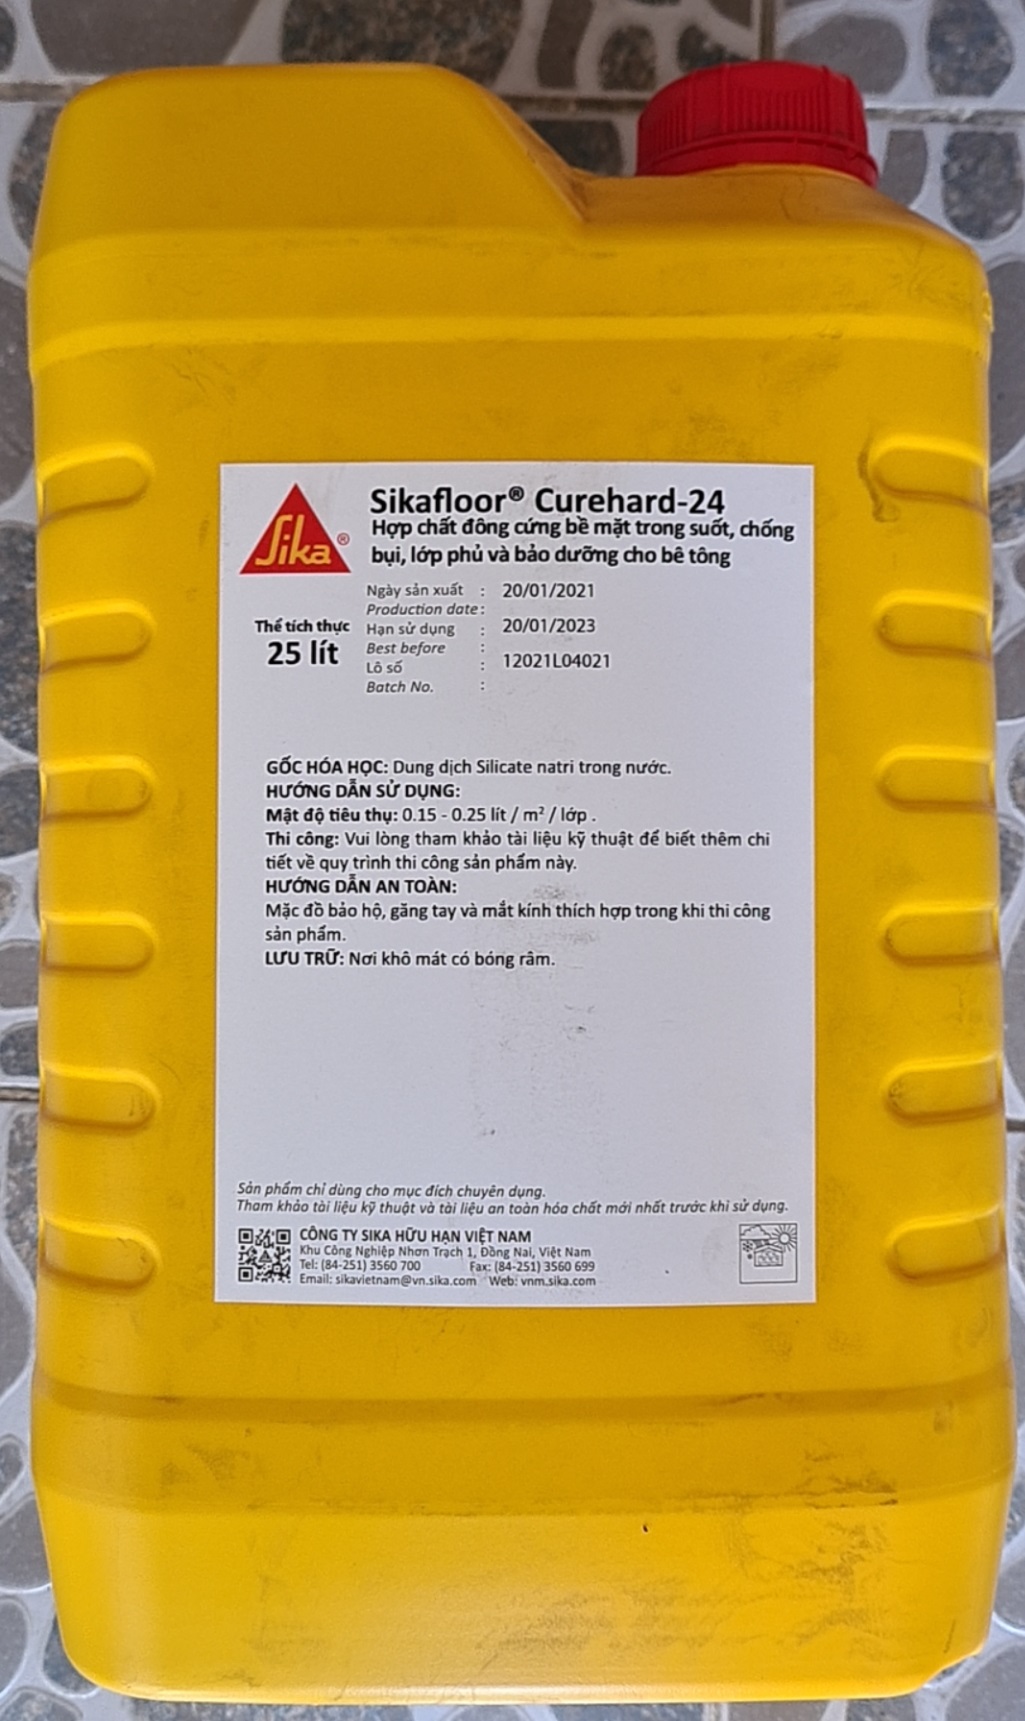 Sika®
Sikafloor® Curehard-24
Hợp chất đông cứng bề mặt trong suốt, chống
bụi, lớp phủ và bảo dưỡng cho bê tông
Thể tích thực
25 lít
Ngày sản xuất : 20/01/2021
Production date :
Hạn sử dụng : 20/01/2023
Best before :
Lô số : 12021L04021
Batch No. :
GỐC HÓA HỌC: Dung dịch Silicate natri trong nước.
HƯỚNG DẪN SỬ DỤNG:
Mật độ tiêu thụ: 0.15 - 0.25 lít / m² / lớp .
Thi công: Vui lòng tham khảo tài liệu kỹ thuật để biết thêm chi
tiết về quy trình thi công sản phẩm này.
HƯỚNG DẪN AN TOÀN:
Mặc đồ bảo hộ, găng tay và mắt kính thích hợp trong khi thi công
sản phẩm.
LƯU TRỮ: Nơi khô mát có bóng râm.
Sản phẩm chỉ dùng cho mục đích chuyên dụng.
Tham khảo tài liệu kỹ thuật và tài liệu an toàn hóa chất mới nhất trước khi sử dụng.
CÔNG TY SIKA HỮU HẠN VIỆT NAM
Khu Công Nghiệp Nhơn Trạch 1, Đồng Nai, Việt Nam
Tel: (84-251) 3560 700 Fax: (84-251) 3560 699
Email: sikavietnam@vn.sika.com Web: vnm.sika.com